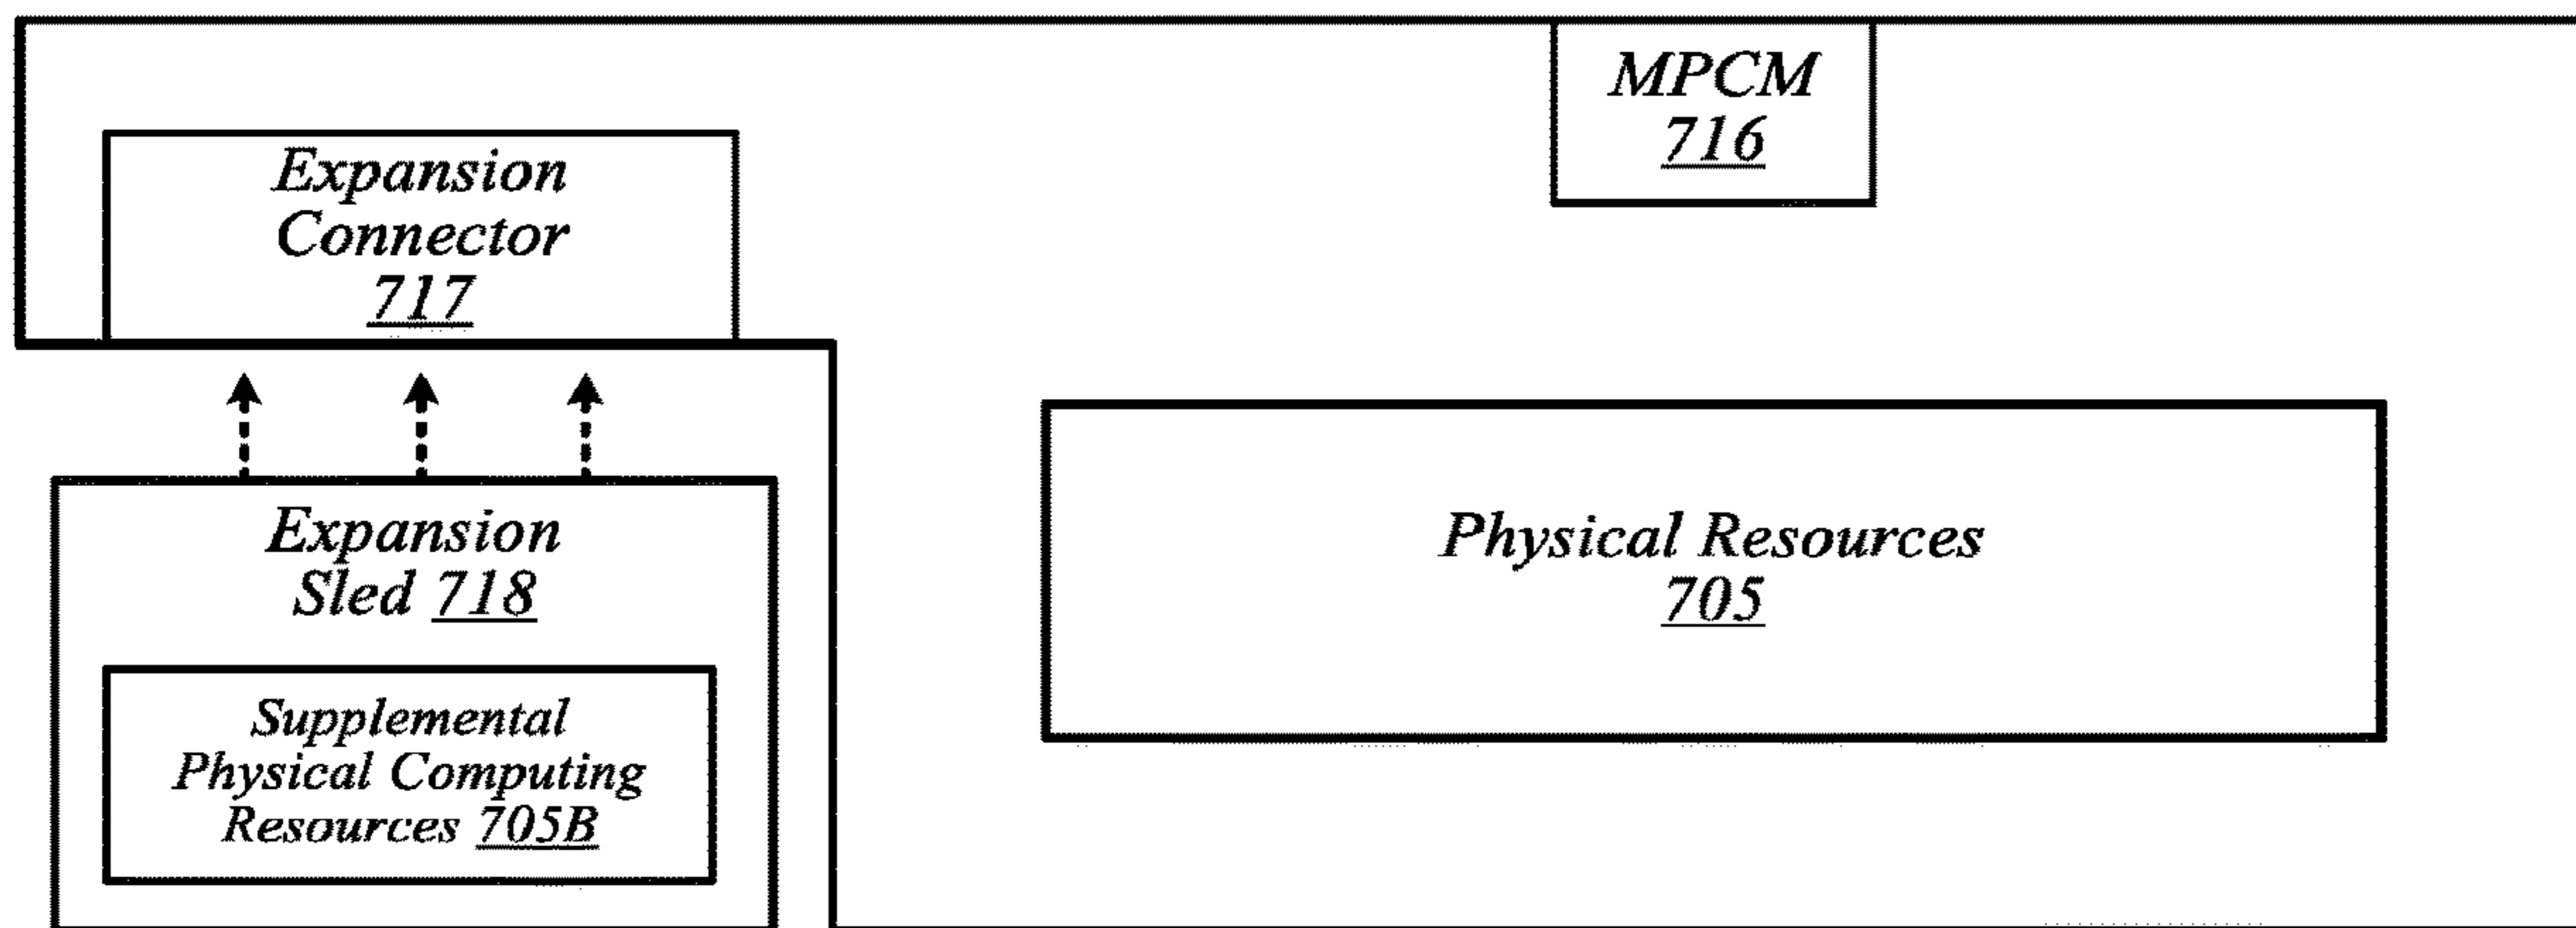 MPCM
716
Expansion
Connector
717
Expansion
Sled 718
Supplemental
Physical Computing
Resources 705B
Physical Resources
705